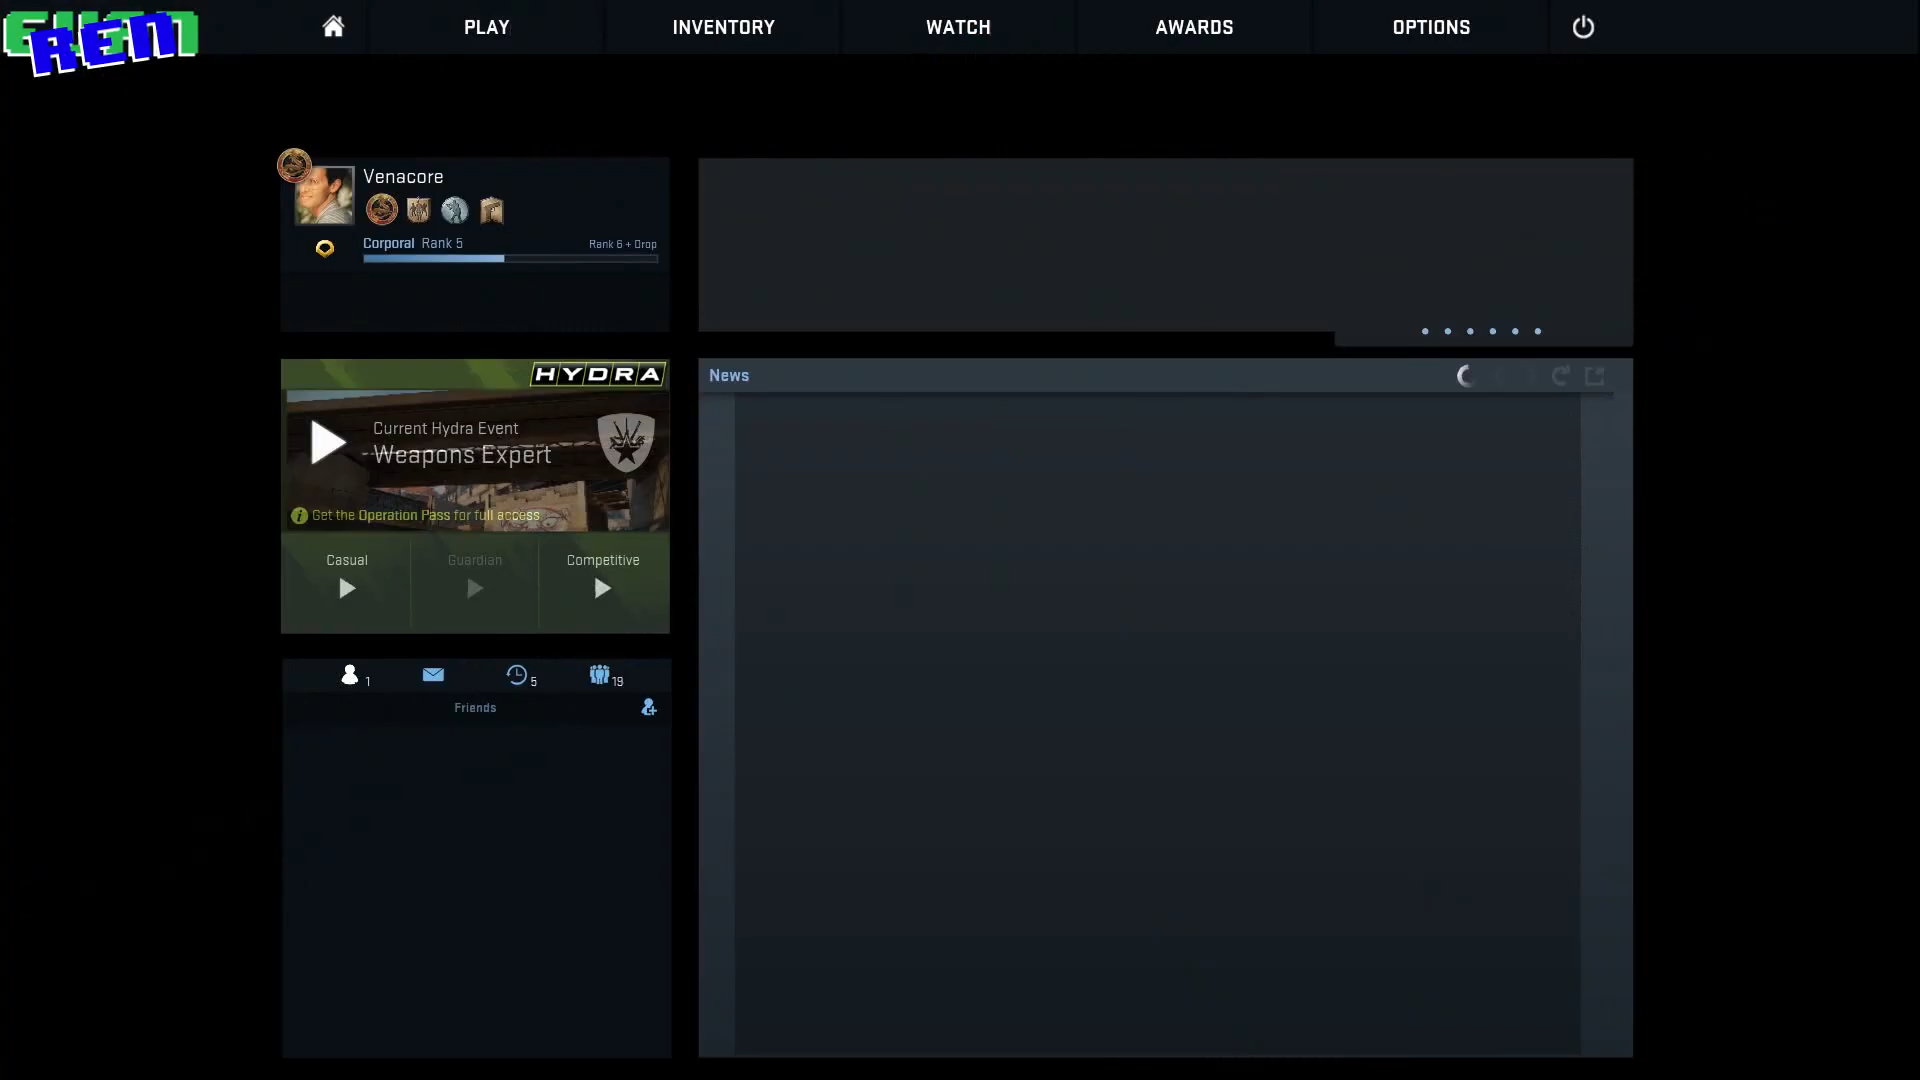 REN
PLAY
INVENTORY
WATCH
AWARDS
OPTIONS
Venacore
Corporal Rank 5
Rank 6 + Drop
HYDRA
Current Hydra Event
Weapons Expert
Get the Operation Pass for full access
Casual
Guardian
Competitive
News
1
5
19
Friends